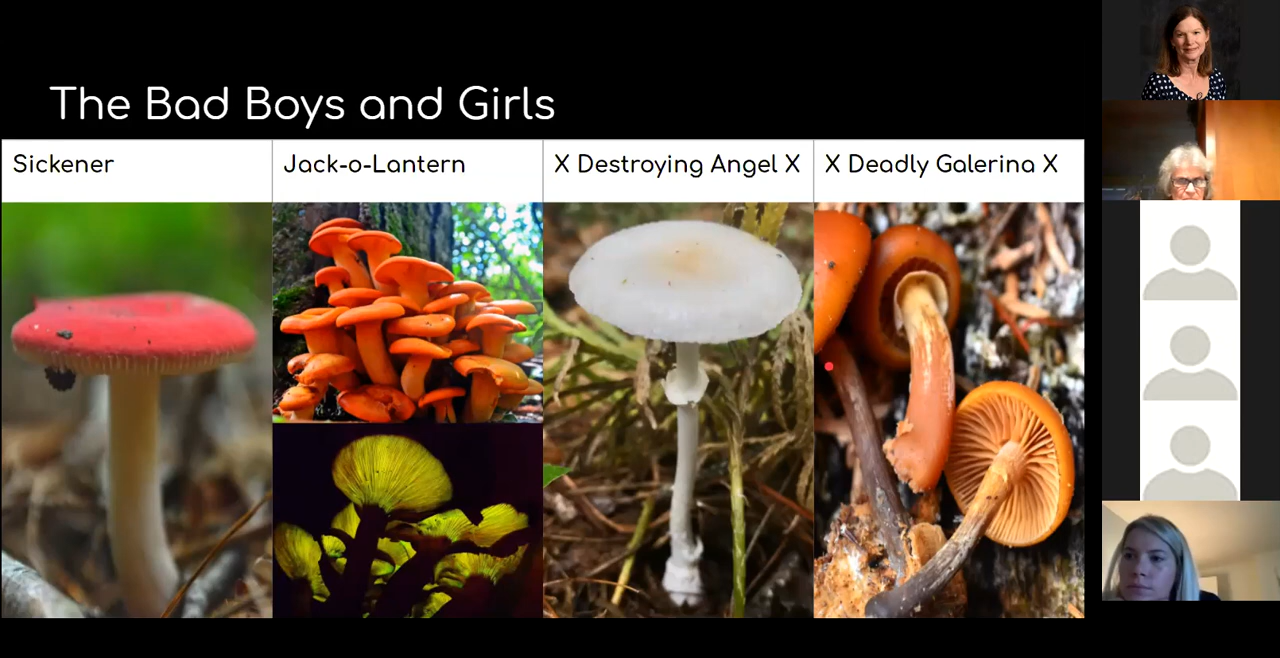 The Bad Boys and Girls
Sickener
Jack-o-Lantern
X Destroying Angel X
X Deadly Galerina X